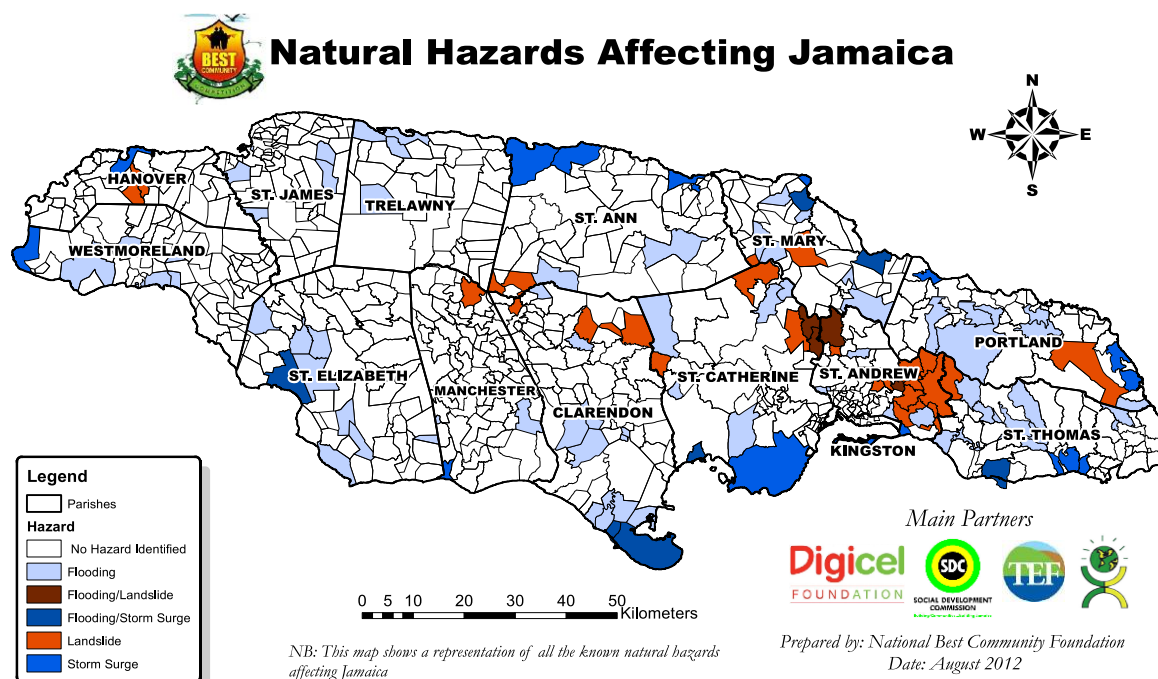 BEST
COMMUNITY
COMPETITION
Natural Hazards Affecting Jamaica
N
W
E
S
HANOVER
ST. JAMES
TRELAWNY
ST. ANN
ST. MARY
WESTMORELAND
PORTLAND
ST. ELIZABETH
MANCHESTER
CLARENDON
ST. CATHERINE
ST. ANDREW
ST. THOMAS
KINGSTON
Legend
Parishes
Hazard
No Hazard Identified
Flooding
Flooding/Landslide
Flooding/Storm Surge
Landslide
Storm Surge
0 5 10 20 30 40 50
Kilometers
NB: This map shows a representation of all the known natural hazards
affecting Jamaica
Main Partners
Digicel
FOUNDATION
SDC
SOCIAL DEVELOPMENT
COMMISSION
TEF
Prepared by: National Best Community Foundation
Date: August 2012